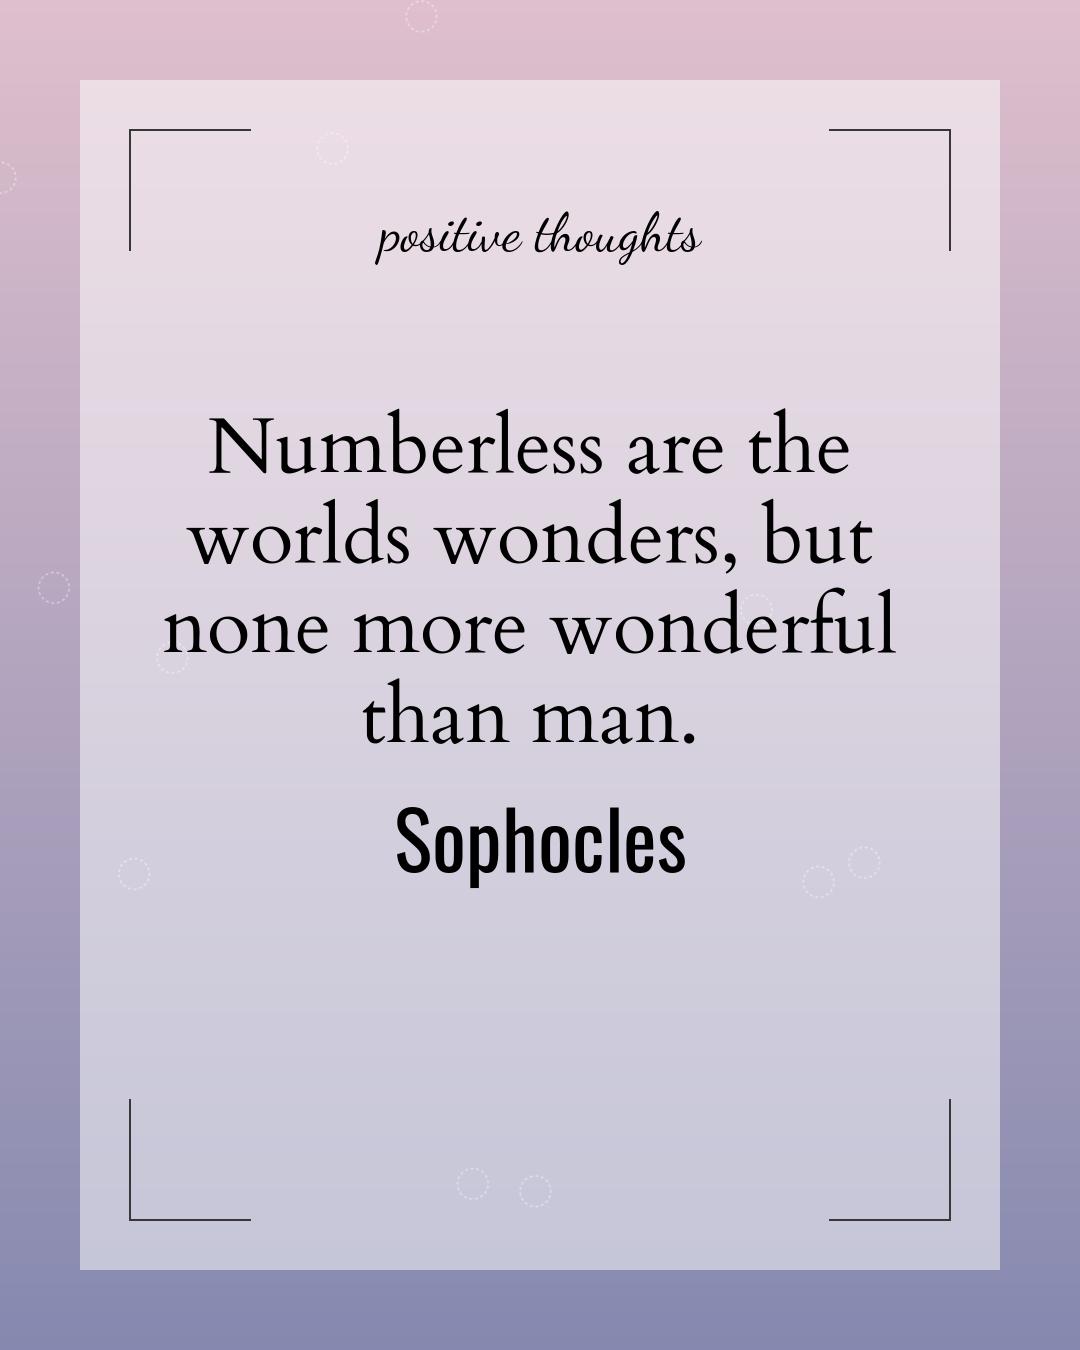 positive thoughts
Numberless are the
worlds wonders, but
none more wonderful
than man.
Sophocles